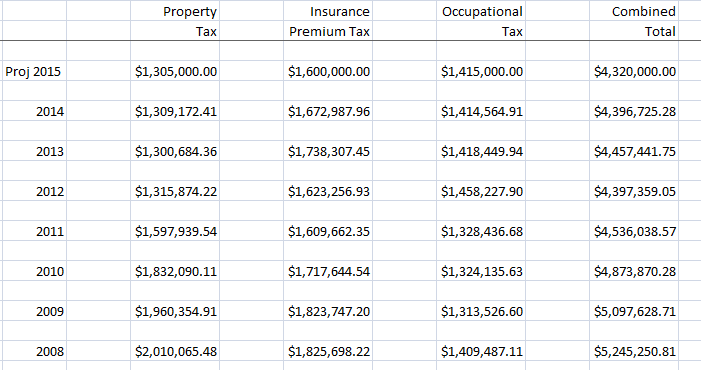 Property Insurance Occupational Combined
Tax Premium Tax Tax Total
Proj 2015 $1,305,000.00 $1,600,000.00 $1,415,000.00 $4,320,000.00
2014 $1,309,172.41 $1,672,987.96 $1,414,564.91 $4,396,725.28
2013 $1,300,684.36 $1,738,307.45 $1,418,449.94 $4,457,441.75
2012 $1,315,874.22 $1,623,256.93 $1,458,227.90 $4,397,359.05
2011 $1,597,939.54 $1,609,662.35 $1,328,436.68 $4,536,038.57
2010 $1,832,090.11 $1,717,644.54 $1,324,135.63 $4,873,870.28
2009 $1,960,354.91 $1,823,747.20 $1,313,526.60 $5,097,628.71
2008 $2,010,065.48 $1,825,698.22 $1,409,487.11 $5,245,250.81